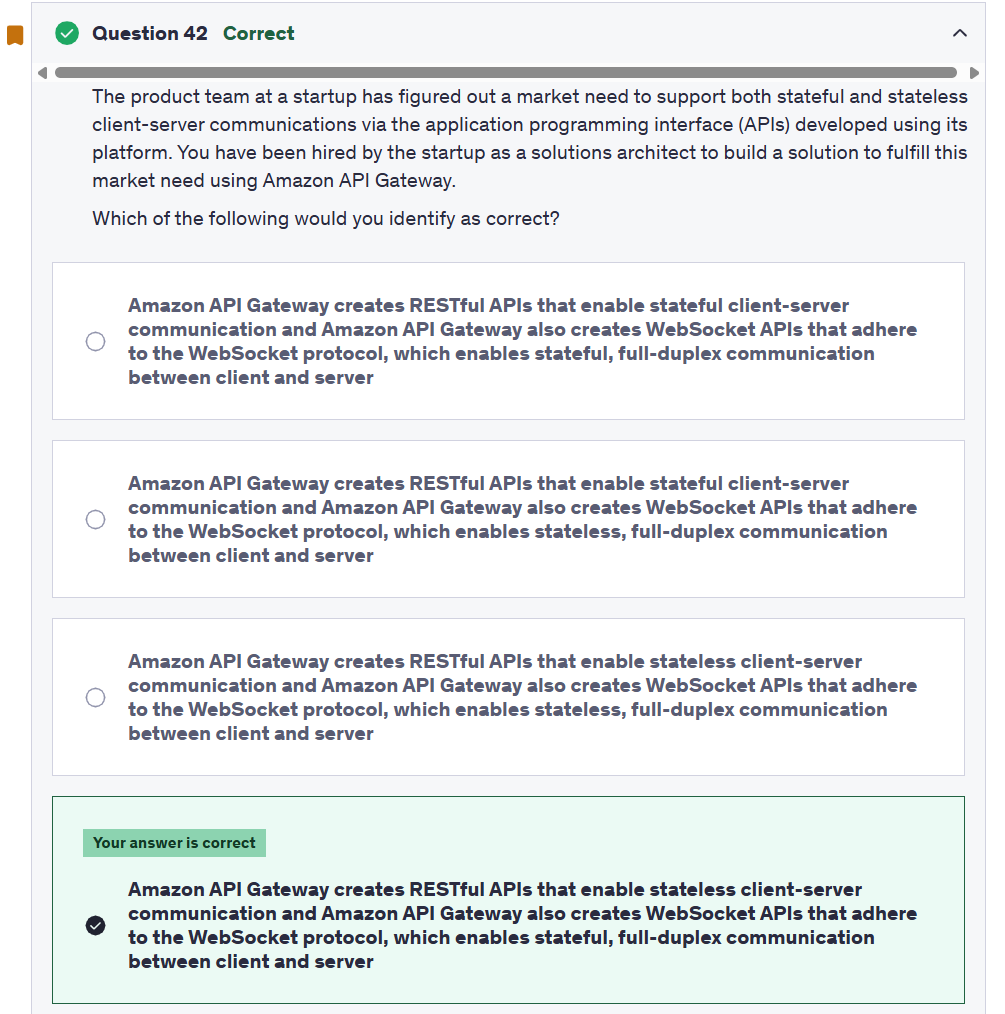 Question 42 Correct
The product team at a startup has figured out a market need to support both stateful and stateless
client-server communications via the application programming interface (APIs) developed using its
platform. You have been hired by the startup as a solutions architect to build a solution to fulfill this
market need using Amazon API Gateway.
Which of the following would you identify as correct?
Amazon API Gateway creates RESTful APIs that enable stateful client-server
communication and Amazon API Gateway also creates WebSocket APIs that adhere
to the WebSocket protocol, which enables stateful, full-duplex communication
between client and server
Amazon API Gateway creates RESTful APIs that enable stateful client-server
communication and Amazon API Gateway also creates WebSocket APIs that adhere
to the WebSocket protocol, which enables stateless, full-duplex communication
between client and server
Amazon API Gateway creates RESTful APIs that enable stateless client-server
communication and Amazon API Gateway also creates WebSocket APIs that adhere
to the WebSocket protocol, which enables stateless, full-duplex communication
between client and server
Your answer is correct
Amazon API Gateway creates RESTful APIs that enable stateless client-server
communication and Amazon API Gateway also creates WebSocket APIs that adhere
to the WebSocket protocol, which enables stateful, full-duplex communication
between client and server